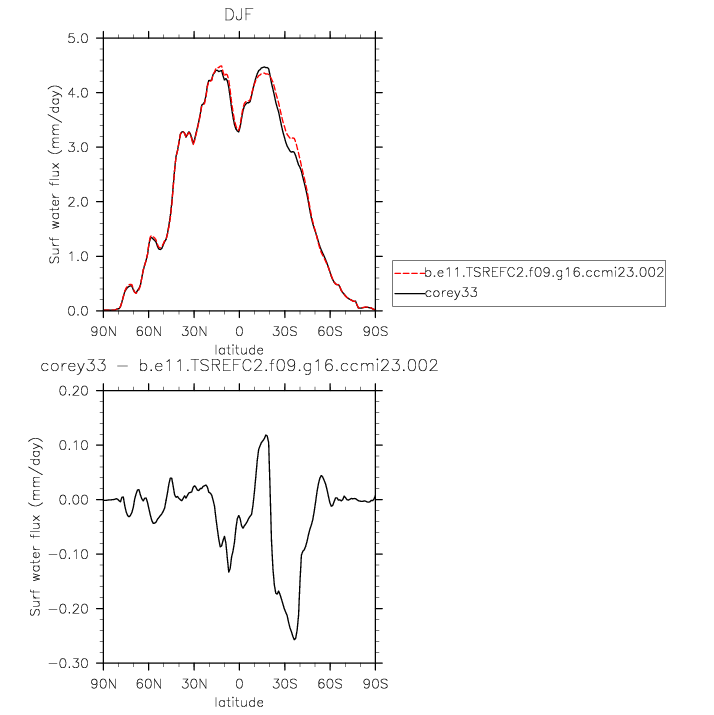 DJF
5.0
4.0
3.0
2.0
1.0
0.0
Surf water flux (mm/day)
90N 60N 30N 0 30S 60S 90S
latitude
b.e11.TSREFC2.f09.g16.ccmi23.002
corey33
corey33 − b.e11.TSREFC2.f09.g16.ccmi23.002
0.20
0.10
0.00
−0.10
−0.20
−0.30
Surf water flux (mm/day)
90N 60N 30N 0 30S 60S 90S
latitude